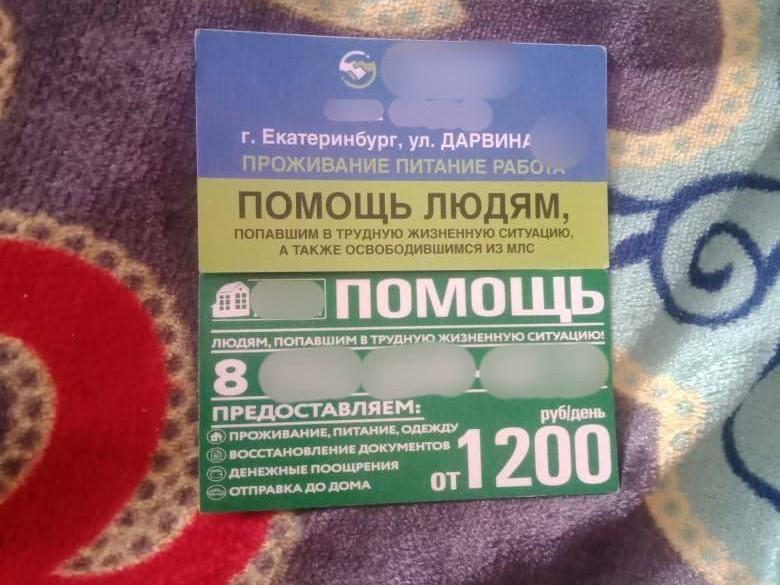 г. Екатеринбург, ул. ДАРВИНА
ПРОЖИВАНИЕ ПИТАНИЕ РАБОТА
ПОМОЩЬ ЛЮДЯМ,
ПОПАВШИМ В ТРУДНУЮ ЖИЗНЕННУЮ СИТУАЦИЮ,
А ТАКЖЕ ОСВОБОДИВШИМСЯ ИЗ МЛС
ПОМОЩЬ
ЛЮДЯМ, ПОПАВШИМ В ТРУДНУЮ ЖИЗНЕННУЮ СИТУАЦИЮ!
8
ПРЕДОСТАВЛЯЕМ:
ПРОЖИВАНИЕ, ПИТАНИЕ, ОДЕЖДУ
ВОССТАНОВЛЕНИЕ ДОКУМЕНТОВ
ДЕНЕЖНЫЕ ПООЩРЕНИЯ
ОТПРАВКА ДО ДОМА
руб/день
от 1200